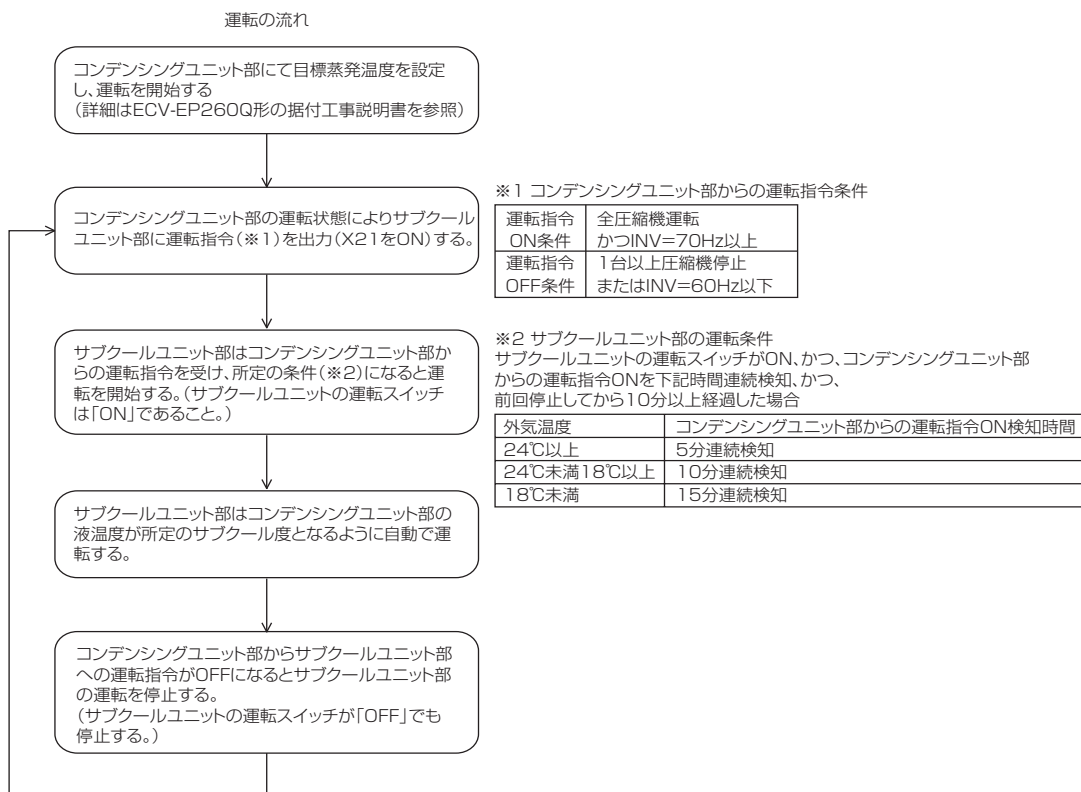 運転の流れ
コンデンシングユニット部にて目標蒸発温度を設定
し、運転を開始する
(詳細はECV-EP260Q形の据付工事説明書を参照)
コンデンシングユニット部の運転状態によりサブクール
ユニット部に運転指令(※1)を出力(X21をON)する。
※1 コンデンシングユニット部からの運転指令条件
運転指令 全圧縮機運転
ON条件 かつINV=70Hz以上
運転指令 1台以上圧縮機停止
OFF条件 またはINV=60Hz以下
サブクールユニット部はコンデンシングユニット部か
らの運転指令を受け、所定の条件(※2)になると運
転を開始する。(サブクールユニットの運転スイッチ
は「ON」であること。)
※2 サブクールユニット部の運転条件
サブクールユニットの運転スイッチがON、かつ、コンデンシングユニット部
からの運転指令ONを下記時間連続検知、かつ、
前回停止してから10分以上経過した場合
外気温度 コンデンシングユニット部からの運転指令ON検知時間
24℃以上 5分連続検知
24℃未満18℃以上 10分連続検知
18℃未満 15分連続検知
サブクールユニット部はコンデンシングユニット部の
液温度が所定のサブクール度となるように自動で運
転する。
コンデンシングユニット部からサブクールユニット部
への運転指令がOFFになるとサブクールユニット部
の運転を停止する。
(サブクールユニットの運転スイッチが「OFF」でも
停止する。)